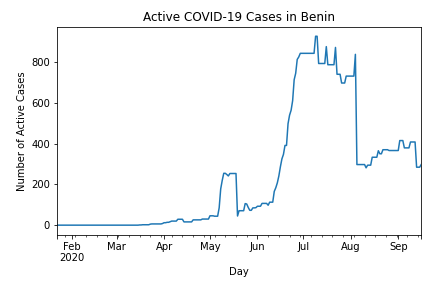 Active COVID-19 Cases in Benin
Number of Active Cases
800
600
400
200
0
Feb Mar Apr May Jun Jul Aug Sep
2020
Day